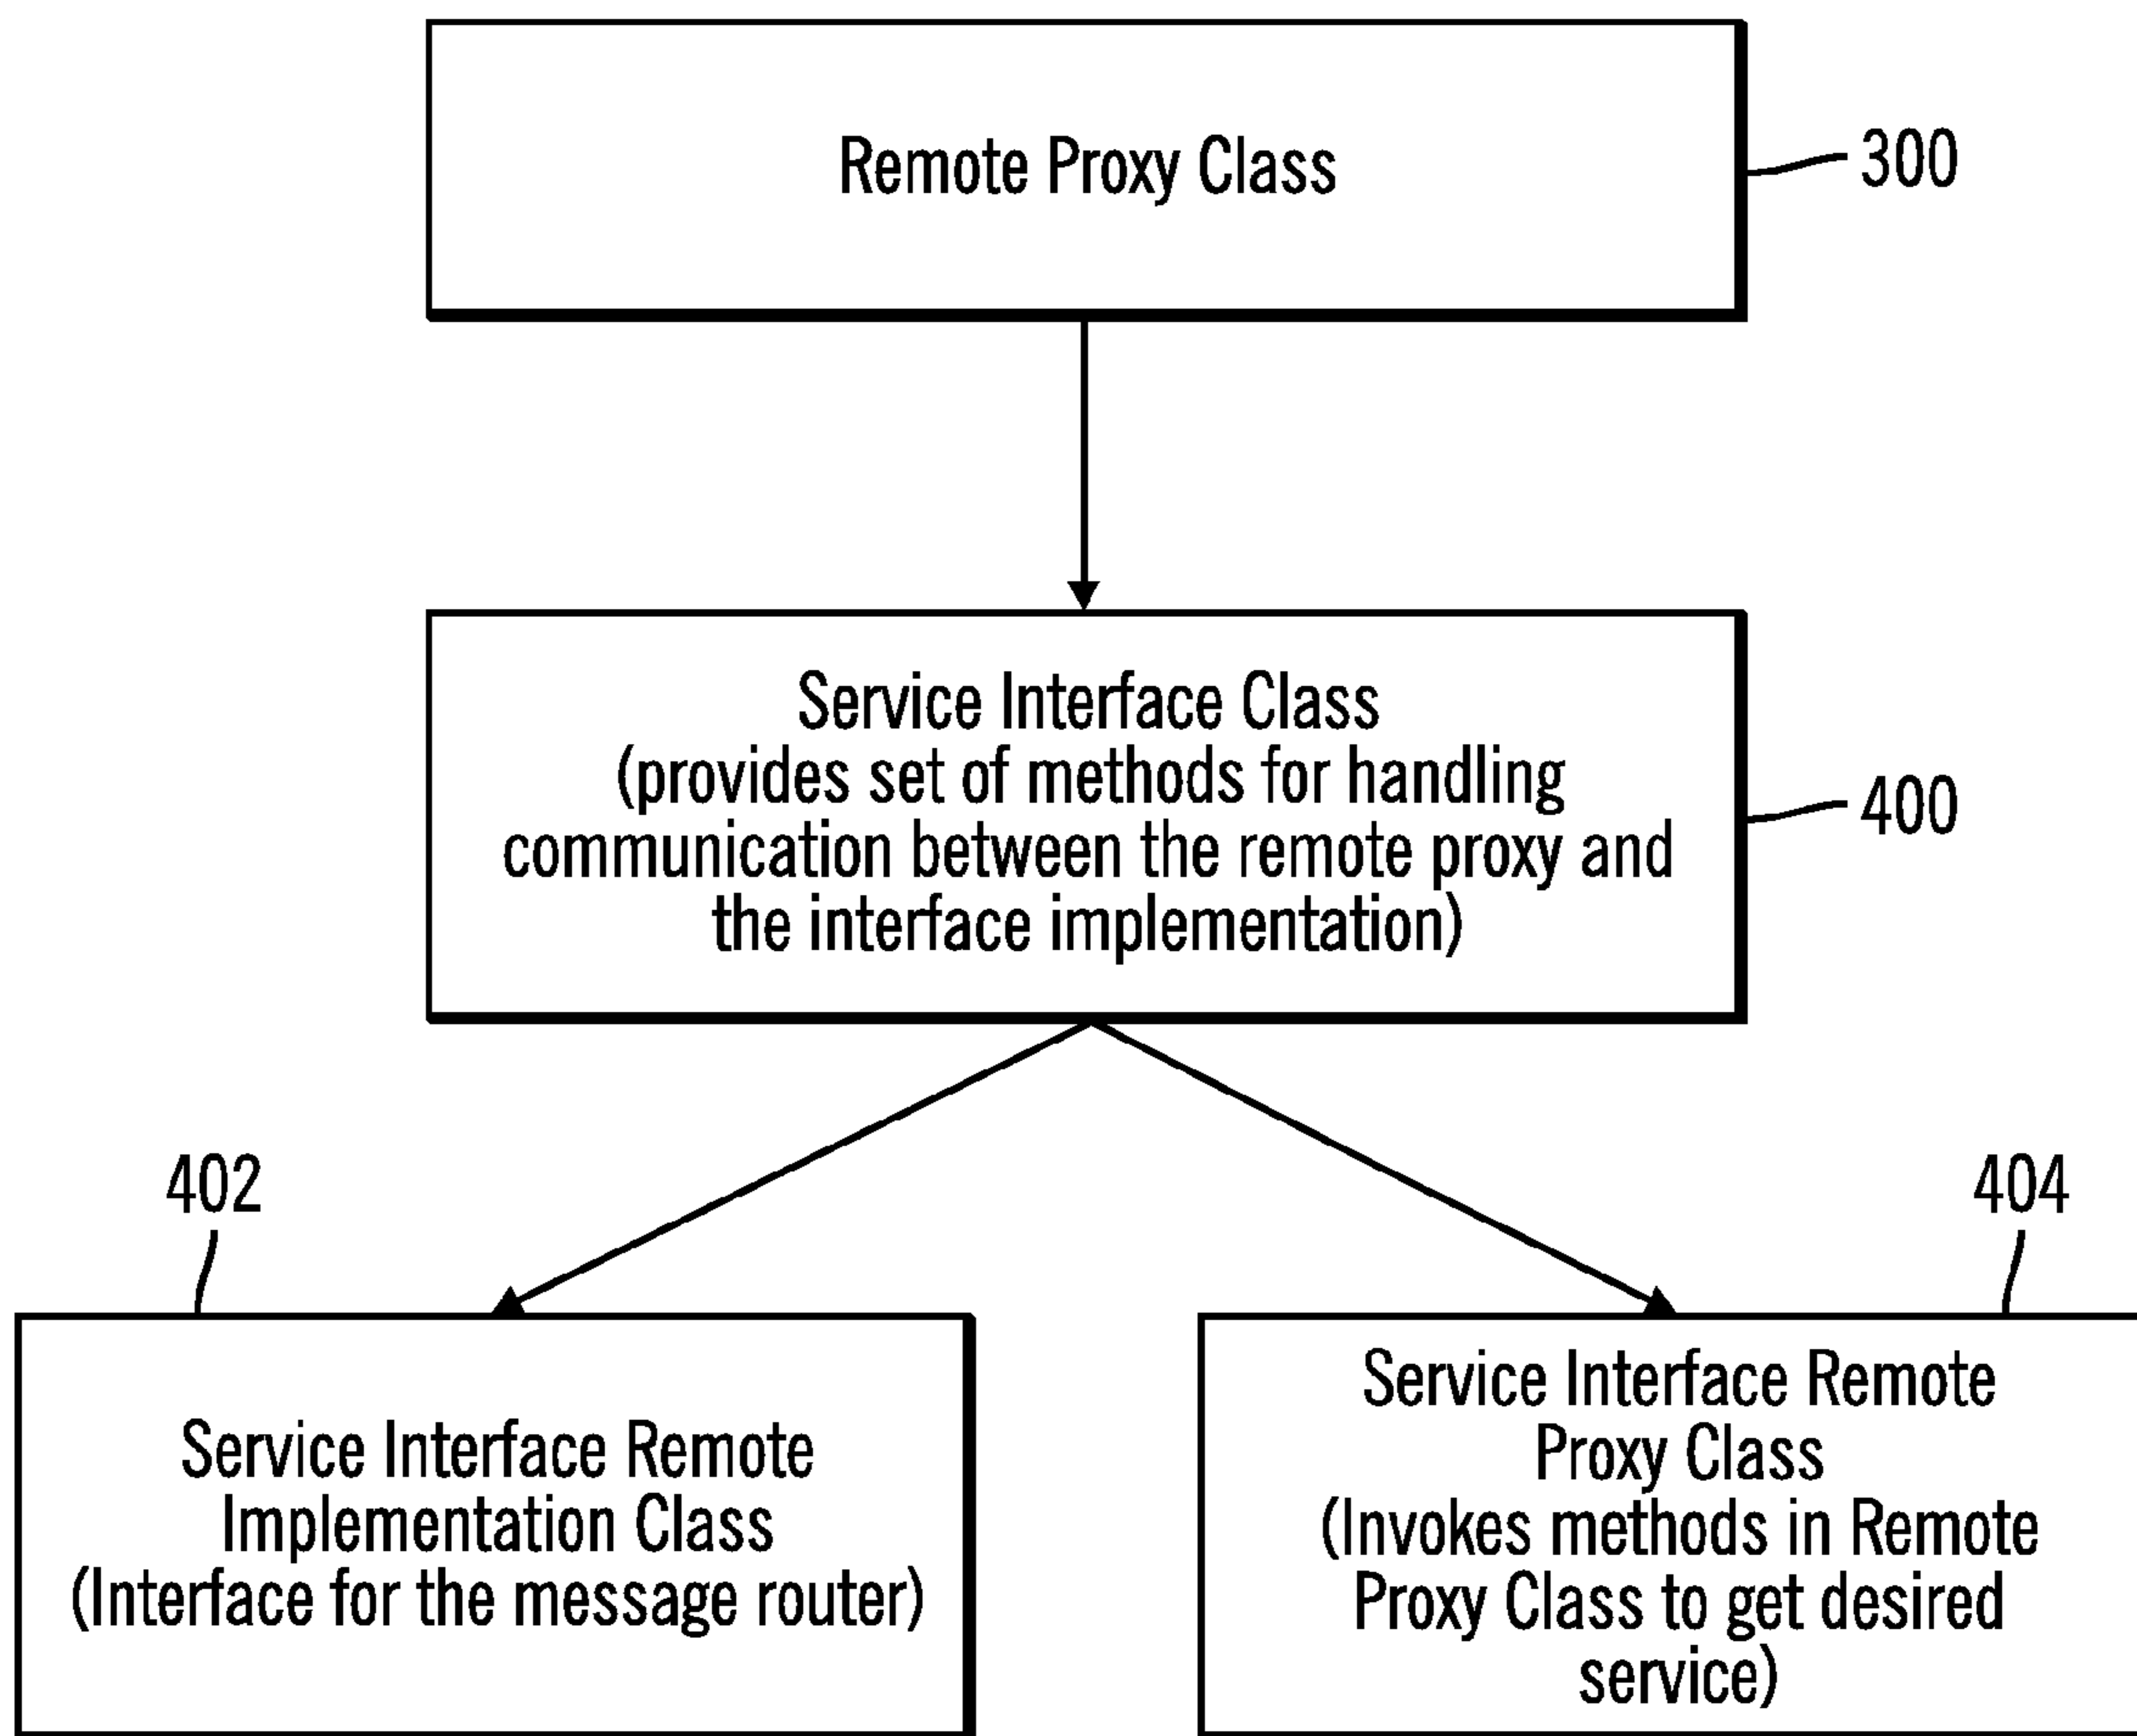 Remote Proxy Class
300
Service Interface Class
(provides set of methods for handling
communication between the remote proxy and
the interface implementation)
400
402
404
Service Interface Remote
Implementation Class
(Interface for the message router)
Service Interface Remote
Proxy Class
(Invokes methods in Remote
Proxy Class to get desired
service)